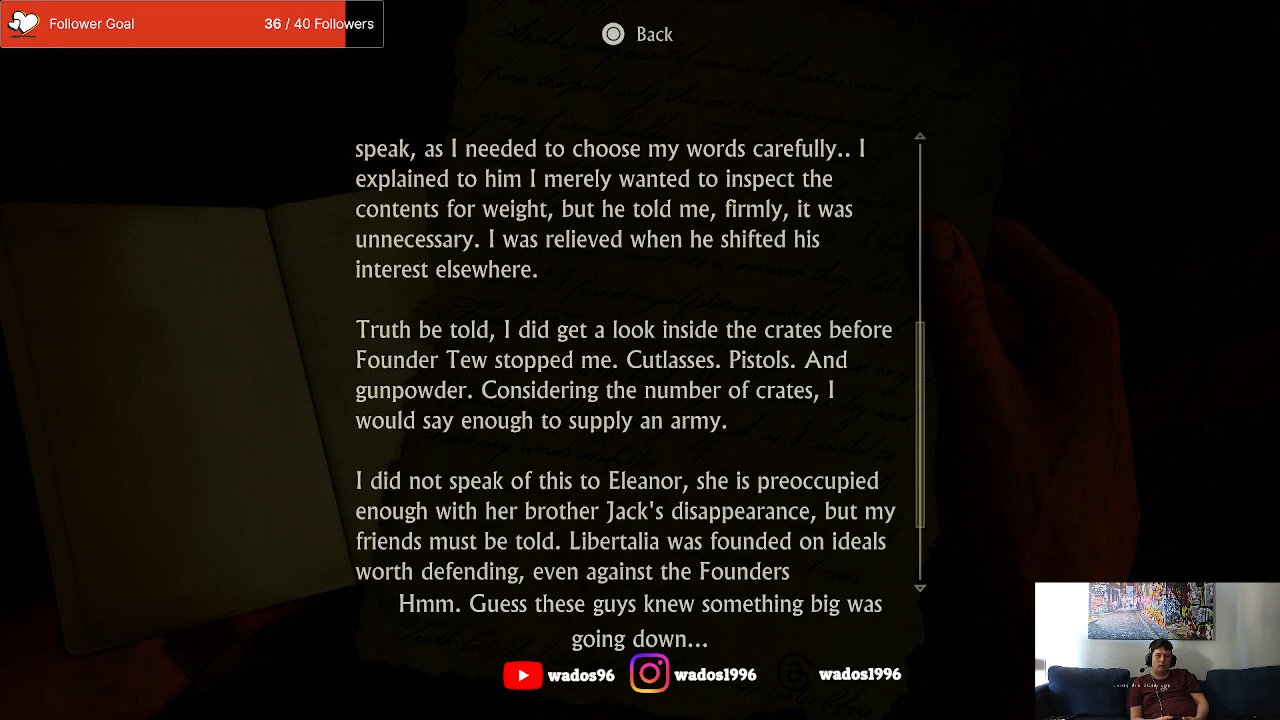 Follower Goal
36 / 40 Followers
Back
speak, as I needed to choose my words carefully.. I
explained to him I merely wanted to inspect the
contents for weight, but he told me, firmly, it was
unnecessary. I was relieved when he shifted his
interest elsewhere.
Truth be told, I did get a look inside the crates before
Founder Tew stopped me. Cutlasses. Pistols. And
gunpowder. Considering the number of crates, I
would say enough to supply an army.
I did not speak of this to Eleanor, she is preoccupied
enough with her brother Jack's disappearance, but my
friends must be told. Libertalia was founded on ideals
worth defending, even against the Founders
Hmm. Guess these guys knew something big was
going down...
wados96
wados1996
wados1996